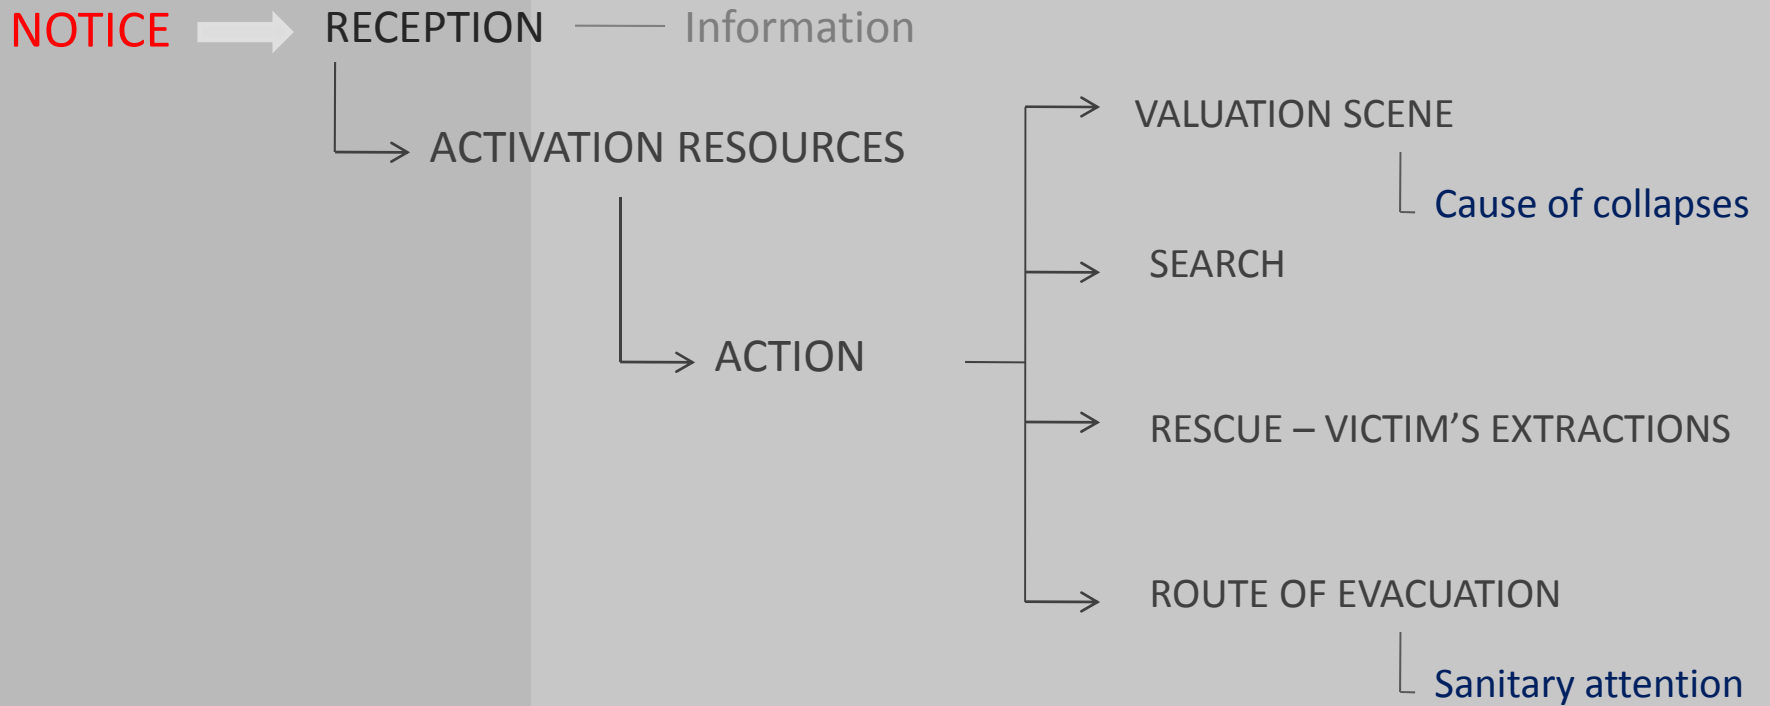 NOTICE
RECEPTION
Information
ACTIVATION RESOURCES
ACTION
VALUATION SCENE
Cause of collapses
SEARCH
RESCUE – VICTIM’S EXTRACTIONS
ROUTE OF EVACUATION
Sanitary attention